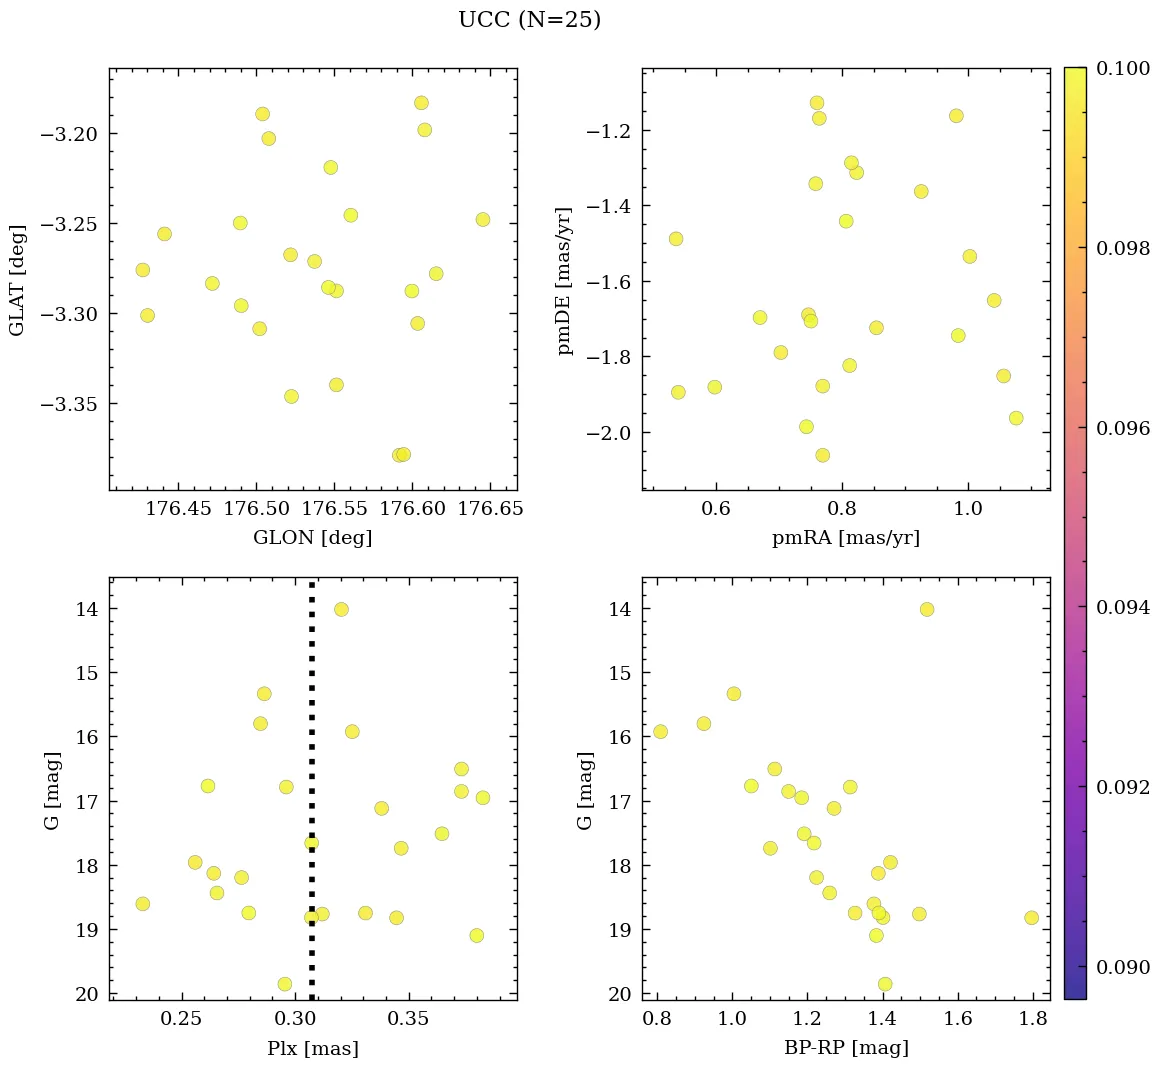 UCC (N=25)
−3.20
−3.25
−3.30
−3.35
GLAT [deg]
176.45 176.50 176.55 176.60 176.65
GLON [deg]
−1.2
−1.4
−1.6
−1.8
−2.0
pmDE [mas/yr]
0.6 0.8 1.0
pmRA [mas/yr]
14
15
16
17
18
19
20
G [mag]
0.25 0.30 0.35
Plx [mas]
14
15
16
17
18
19
20
G [mag]
0.8 1.0 1.2 1.4 1.6 1.8
BP-RP [mag]
0.100
0.098
0.096
0.094
0.092
0.090